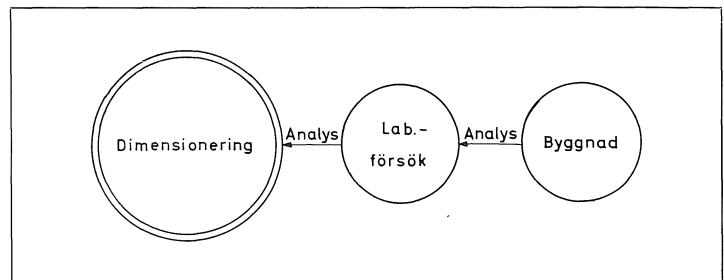 Dimensionering
Analys
Lab.-
försök
Analys
Byggnad